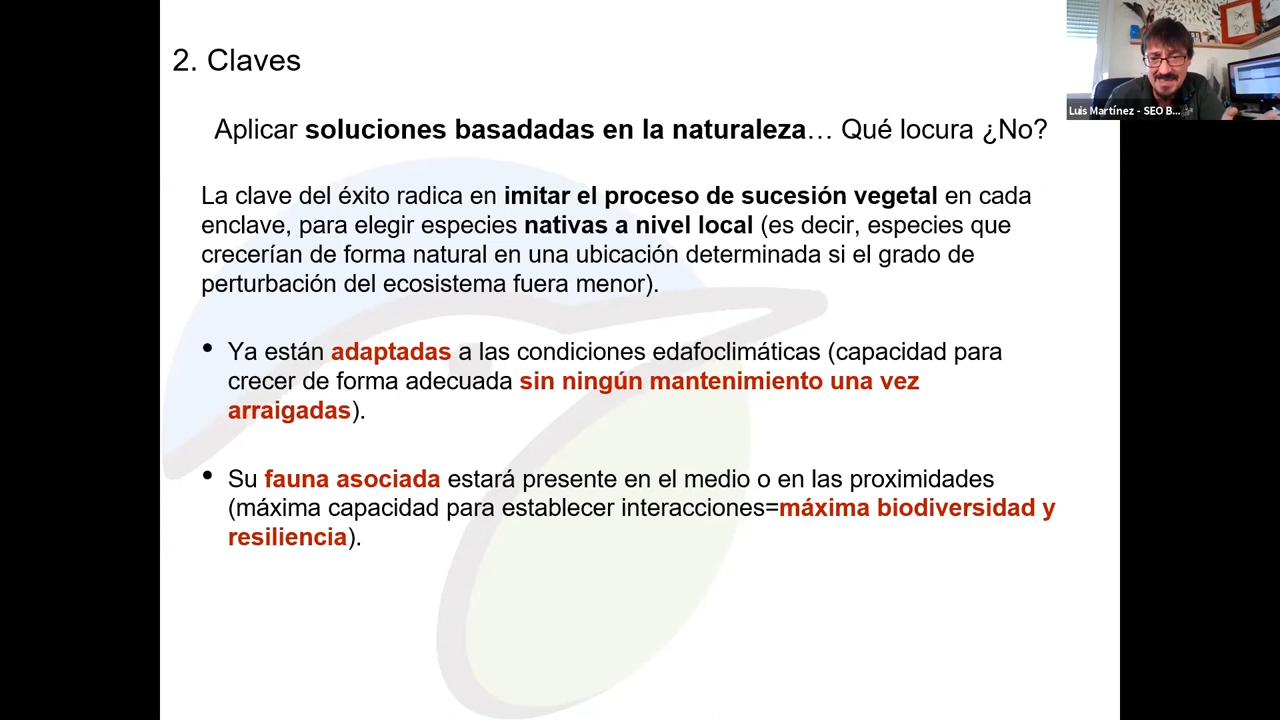 2. Claves
Aplicar soluciones basadadas en la naturaleza… Qué locura ¿No?
La clave del éxito radica en imitar el proceso de sucesión vegetal en cada
enclave, para elegir especies nativas a nivel local (es decir, especies que
crecerían de forma natural en una ubicación determinada si el grado de
perturbación del ecosistema fuera menor).
• Ya están adaptadas a las condiciones edafoclimáticas (capacidad para
crecer de forma adecuada sin ningún mantenimiento una vez
arraigadas).
• Su fauna asociada estará presente en el medio o en las proximidades
(máxima capacidad para establecer interacciones=máxima biodiversidad y
resiliencia).
Luis Martínez - SEO B...